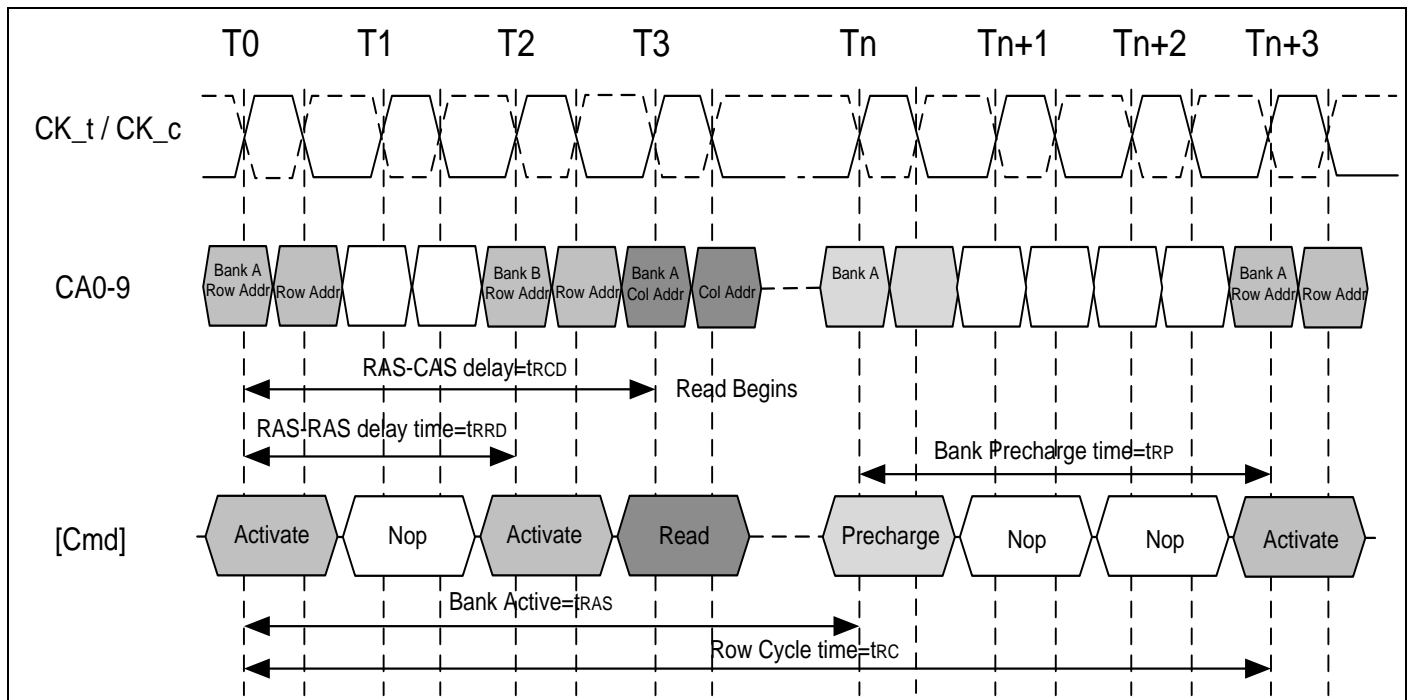 T0 T1 T2 T3 Tn Tn+1 Tn+2 Tn+3
CK_t / CK_c
CA0-9
Bank A
Row Addr
Row Addr
Bank B
Row Addr
Row Addr
Bank A
Col Addr
Col Addr
Bank A
Bank A
Row Addr
Row Addr
RAS-CAS delay=tRCD
Read Begins
RAS-RAS delay time=tRRD
Bank Precharge time=tRP
[Cmd]
Activate
Nop
Activate
Read
Precharge
Nop
Nop
Activate
Bank Active=tRAS
Row Cycle time=tRC